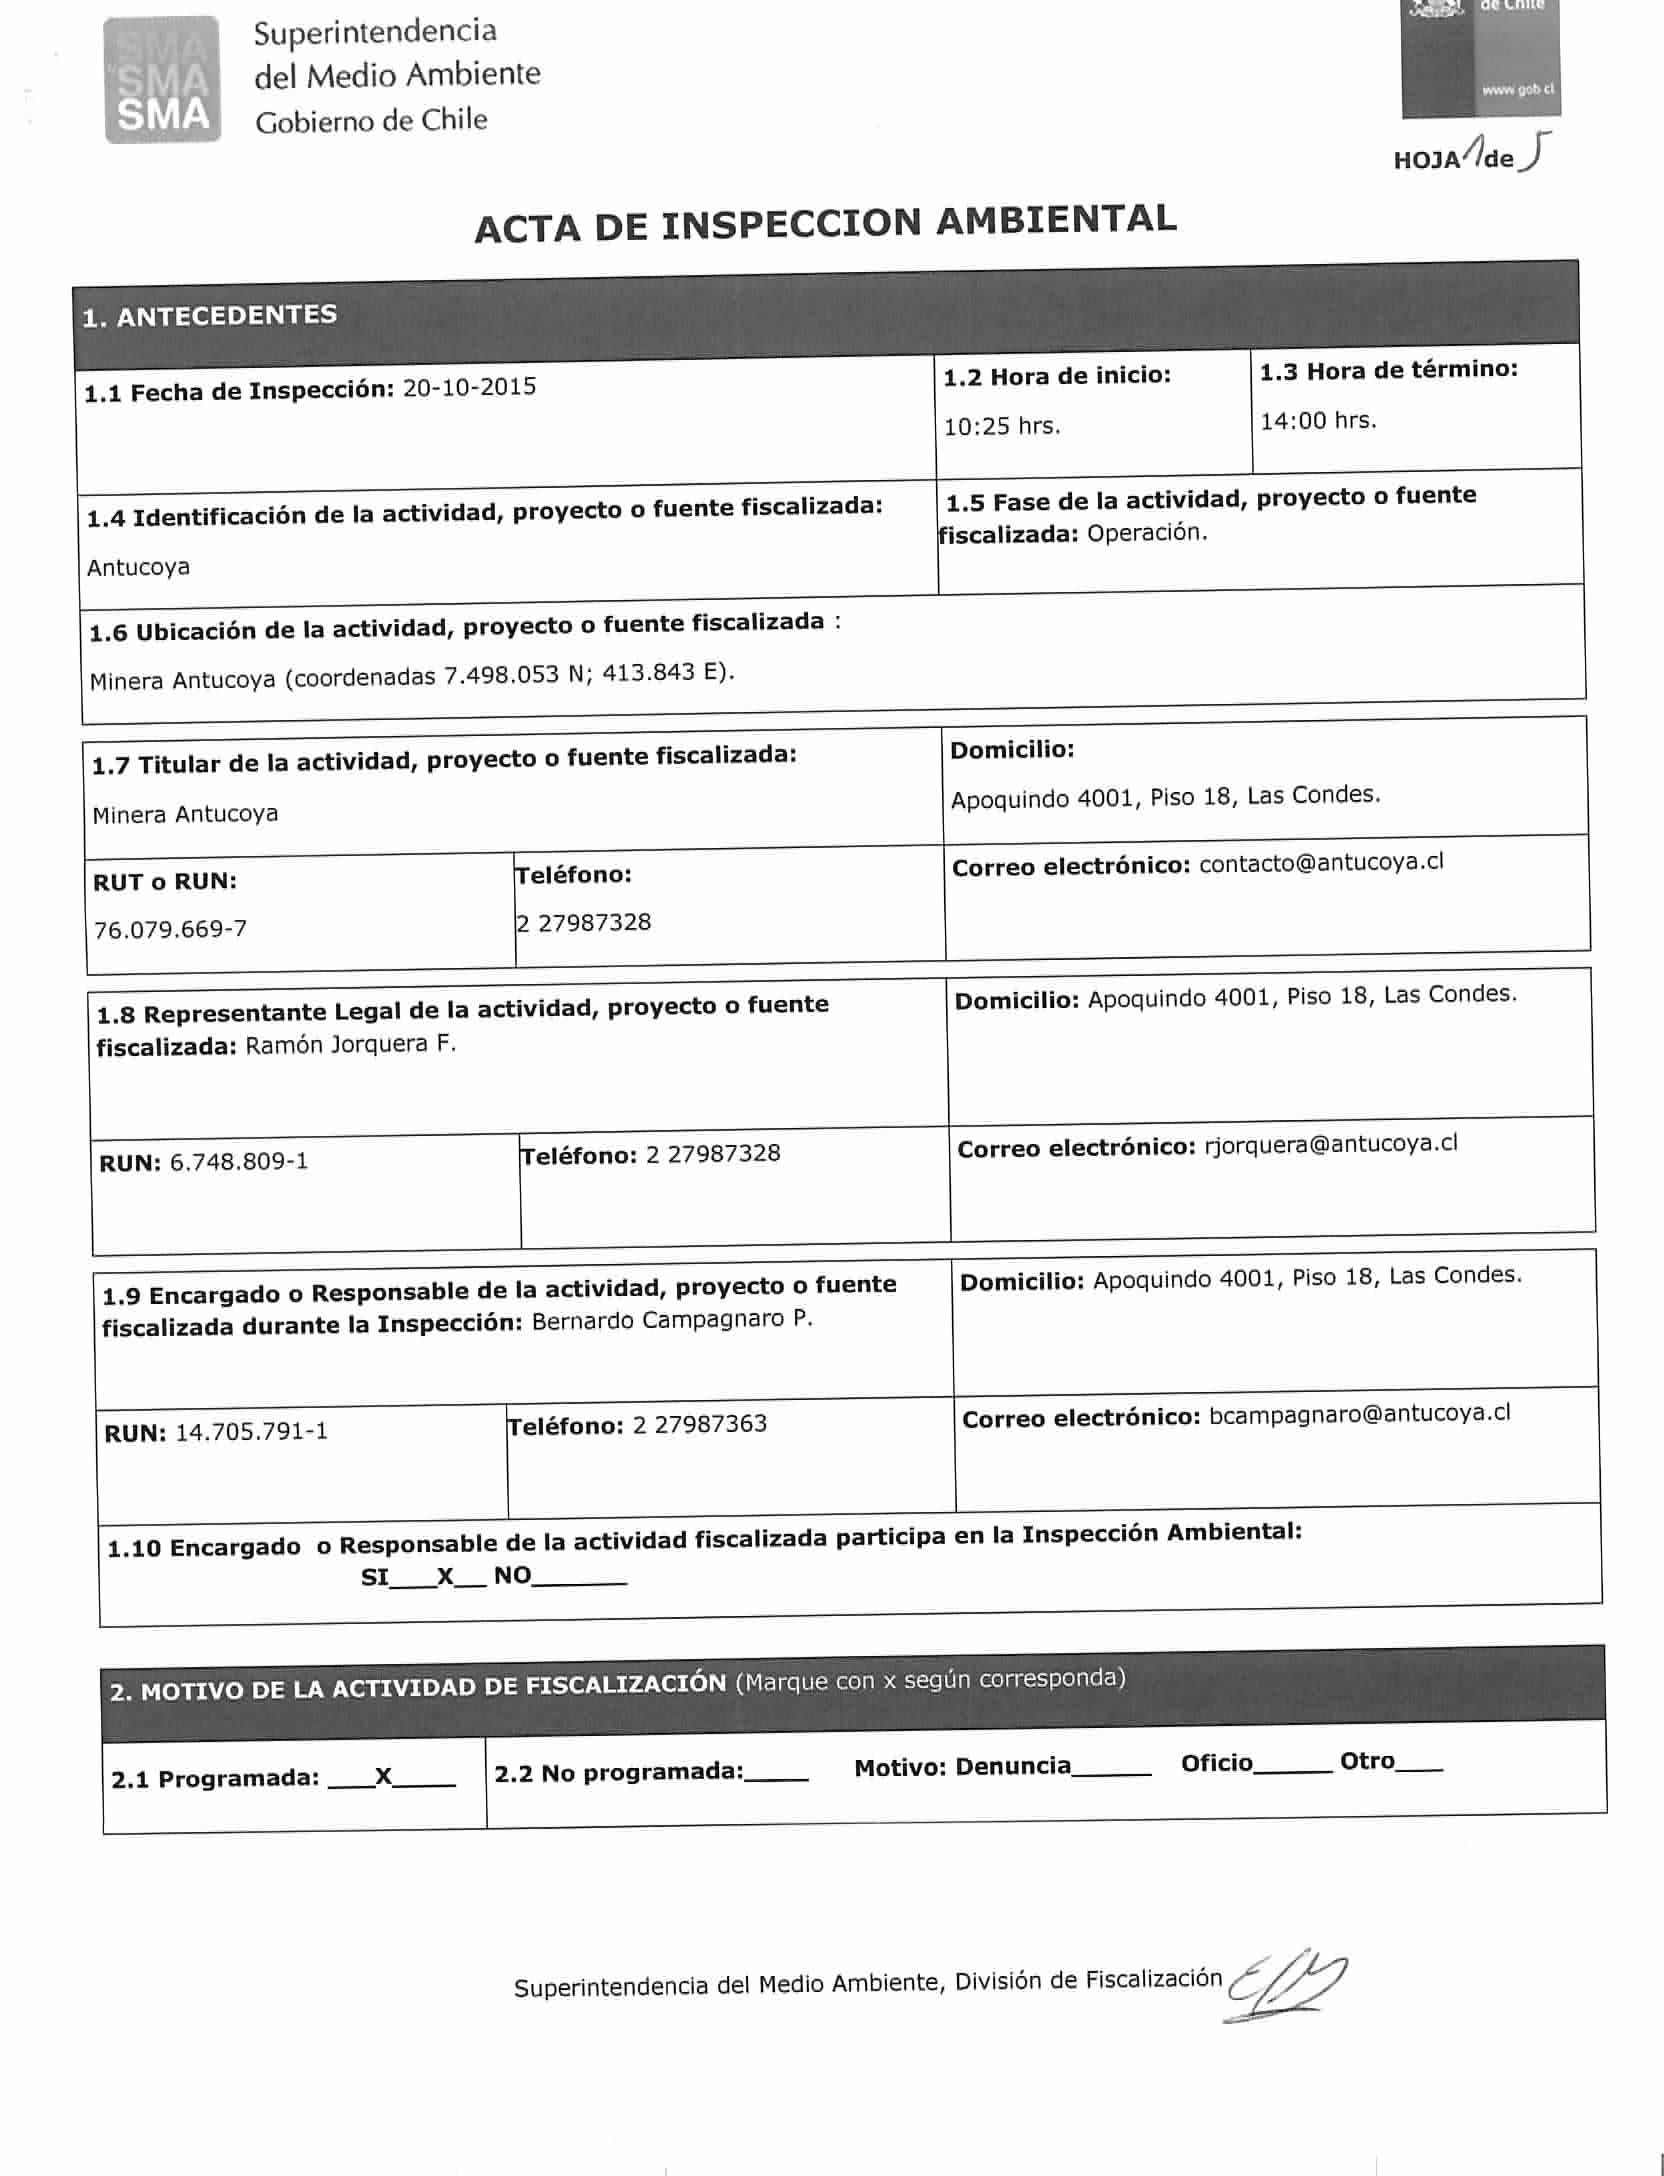 SMA
SMA
SMA
Superintendencia
del Medio Ambiente
Gobierno de Chile
de Chile
www.gob.cl
HOJA 1 de 5
ACTA DE INSPECCION AMBIENTAL
1. ANTECEDENTES
1.1 Fecha de Inspección: 20-10-2015
1.2 Hora de inicio:
10:25 hrs.
1.3 Hora de término:
14:00 hrs.
1.4 Identificación de la actividad, proyecto o fuente fiscalizada:
Antucoya
1.5 Fase de la actividad, proyecto o fuente
fiscalizada: Operación.
1.6 Ubicación de la actividad, proyecto o fuente fiscalizada :
Minera Antucoya (coordenadas 7.498.053 N; 413.843 E).
1.7 Titular de la actividad, proyecto o fuente fiscalizada:
Minera Antucoya
Domicilio:
Apoquindo 4001, Piso 18, Las Condes.
RUT o RUN:
76.079.669-7
Teléfono:
2 27987328
Correo electrónico: contacto@antucoya.cl
1.8 Representante Legal de la actividad, proyecto o fuente
fiscalizada: Ramón Jorquera F.
Domicilio: Apoquindo 4001, Piso 18, Las Condes.
RUN: 6.748.809-1
Teléfono: 2 27987328
Correo electrónico: rjorquera@antucoya.cl
1.9 Encargado o Responsable de la actividad, proyecto o fuente
fiscalizada durante la Inspección: Bernardo Campagnaro P.
Domicilio: Apoquindo 4001, Piso 18, Las Condes.
RUN: 14.705.791-1
Teléfono: 2 27987363
Correo electrónico: bcampagnaro@antucoya.cl
1.10 Encargado o Responsable de la actividad fiscalizada participa en la Inspección Ambiental:
SI___X__ NO______
2. MOTIVO DE LA ACTIVIDAD DE FISCALIZACIÓN (Marque con x según corresponda)
2.1 Programada: ___X____
2.2 No programada:____ Motivo: Denuncia_____ Oficio_____ Otro___
Superintendencia del Medio Ambiente, División de Fiscalización